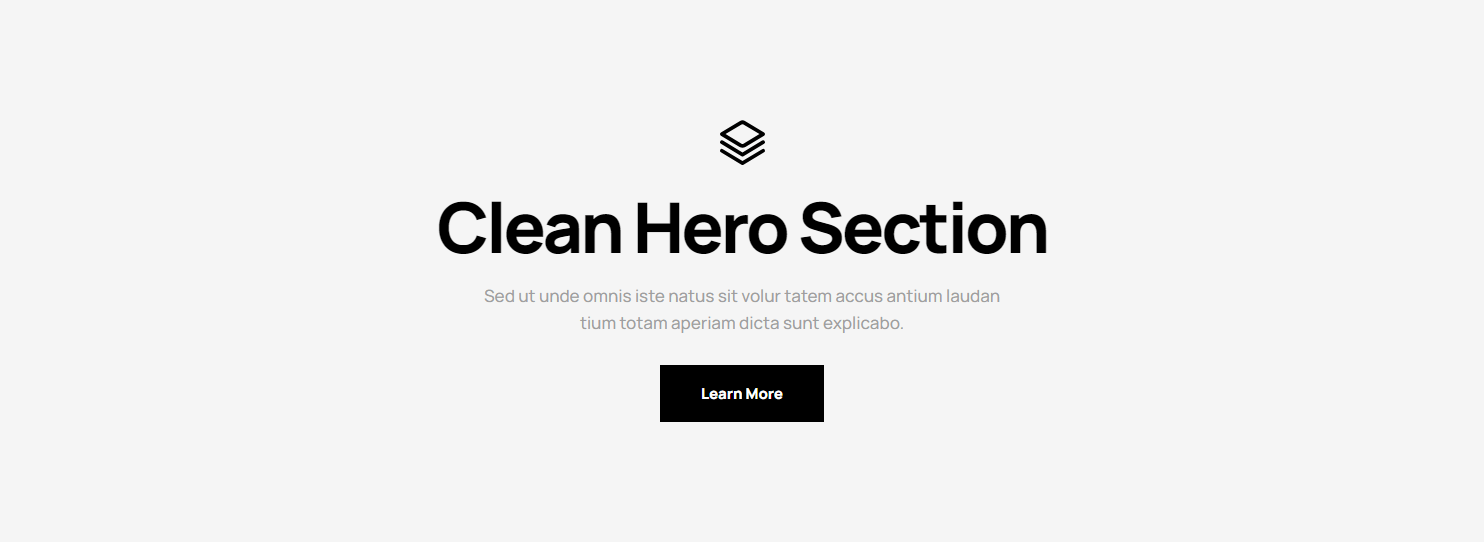 Clean Hero Section
Sed ut unde omnis iste natus sit volur tatem accus antium laudan
tium totam aperiam dicta sunt explicabo.
Learn More